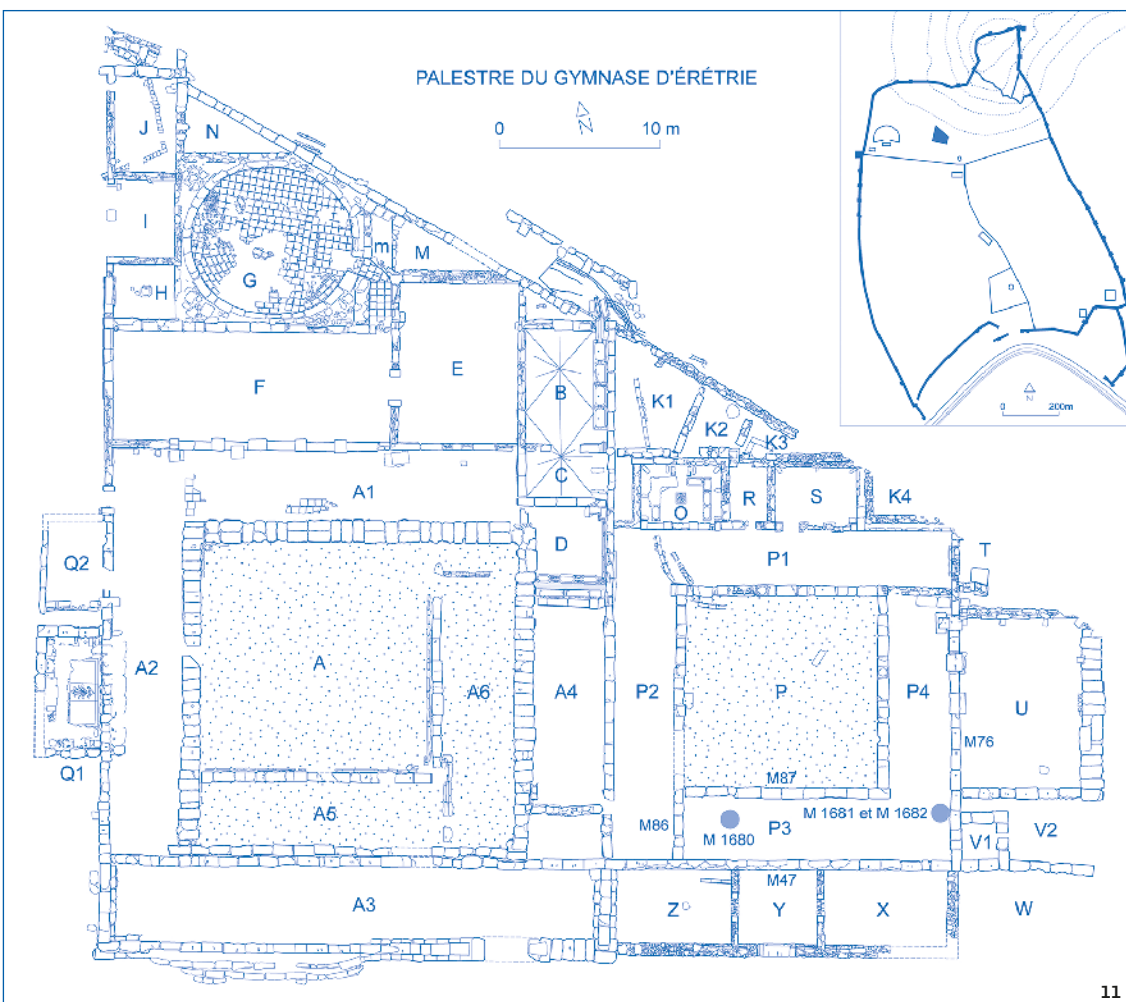 PALESTRE DU GYMNASE D'ÉRÉTRIE
N
0 10 m
N
0 200m
J
N
I
m
M
G
H
F
E
B
K1
K2
K3
C
A1
O
R
S
K4
D
P1
T
Q2
A2
A
A6
A4
P2
P
P4
U
M76
Q1
M87
A5
M86
M 1680
P3
M 1681 et M 1682
V1
V2
M47
A3
Z
Y
X
W
11